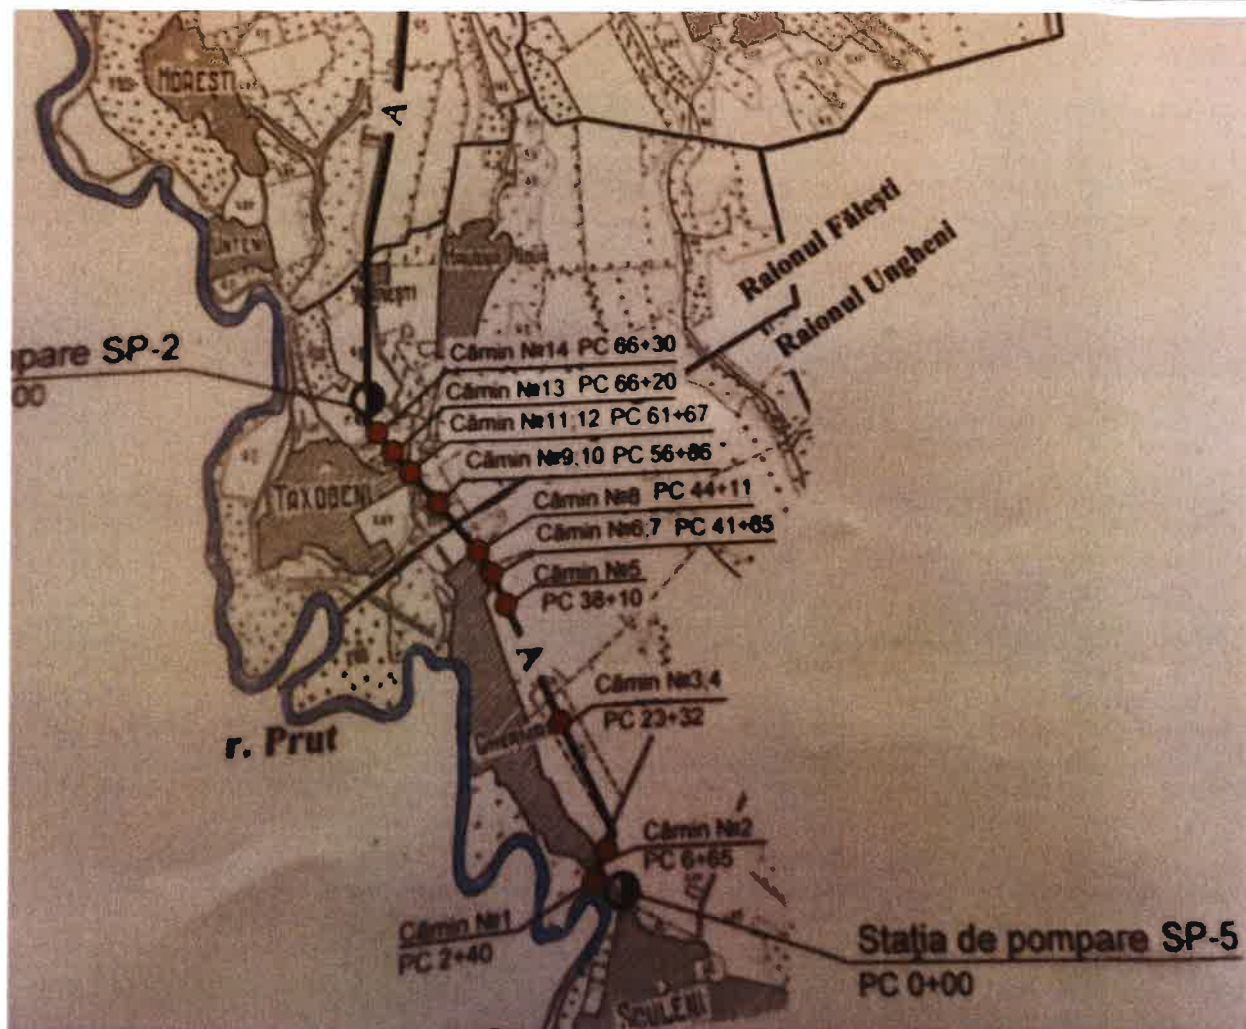 MORESTI
A
UNTENI
Raionul Fălești
Raionul Ungheni
pare SP-2
00
Cămin №14 PC 66+30
Cămin №13 PC 66+20
Cămin №11,12 PC 61+67
Cămin №9,10 PC 56+86
TAXOBENI
Cămin №8 PC 44+11
Cămin №6,7 PC 41+65
Cămin №5
PC 38+10
A
Cămin №3,4
PC 23+32
r. Prut
Cămin №2
PC 6+65
Cămin №1
PC 2+40
Stația de pompare SP-5
PC 0+00
SCULENI